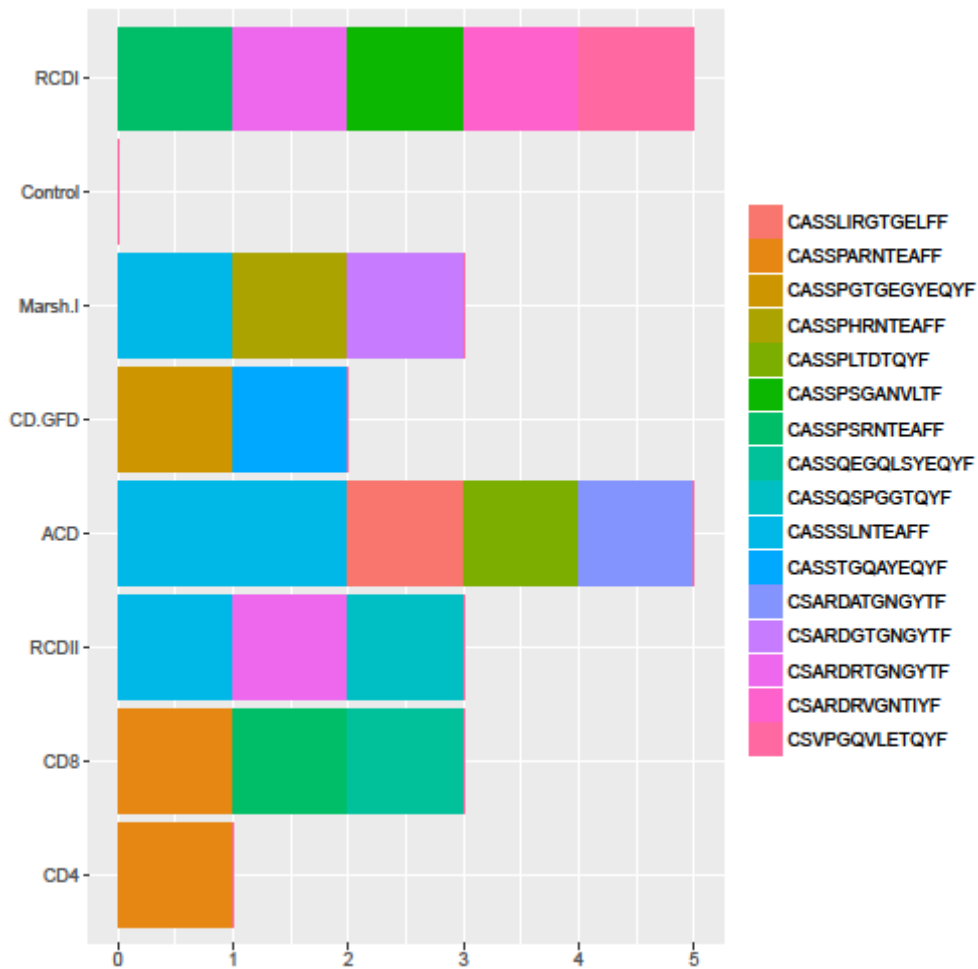 RCDI
Control
Marsh.I
CD.GFD
ACD
RCDII
CD8
CD4
0 1 2 3 4 5
CASSLIRGTGELFF
CASSPARNTEAFF
CASSPGTGEGYEQYF
CASSPHRNTEAFF
CASSPLTDTQYF
CASSPSGANVLTF
CASSPSRNTEAFF
CASSQEGQLSYEQYF
CASSQSPGGTQYF
CASSSLNTEAFF
CASSTGQAYEQYF
CSARDATGNGYTF
CSARDGTGNGYTF
CSARDRTGNGYTF
CSARDRVGNTIYF
CSVPGQVLETQYF